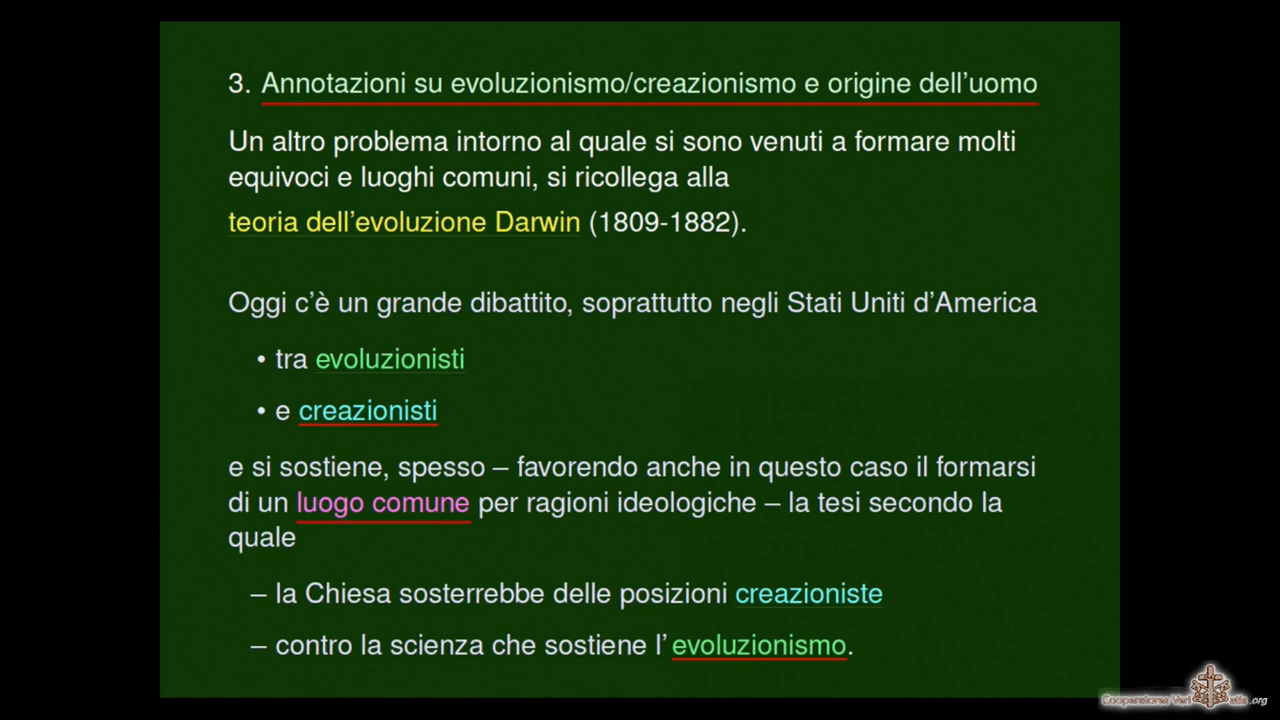 3. Annotazioni su evoluzionismo/creazionismo e origine dell’uomo
Un altro problema intorno al quale si sono venuti a formare molti
equivoci e luoghi comuni, si ricollega alla
teoria dell’evoluzione Darwin (1809-1882).
Oggi c’è un grande dibattito, soprattutto negli Stati Uniti d’America
• tra evoluzionisti
• e creazionisti
e si sostiene, spesso – favorendo anche in questo caso il formarsi
di un luogo comune per ragioni ideologiche – la tesi secondo la
quale
– la Chiesa sosterrebbe delle posizioni creazioniste
– contro la scienza che sostiene l’evoluzionismo.
.org